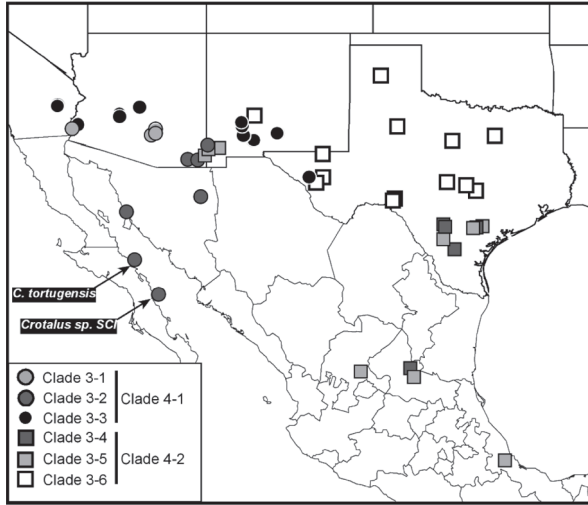 C. tortugensis
Crotalus sp. SCI
Clade 3-1
Clade 3-2
Clade 3-3
Clade 4-1
Clade 3-4
Clade 3-5
Clade 3-6
Clade 4-2